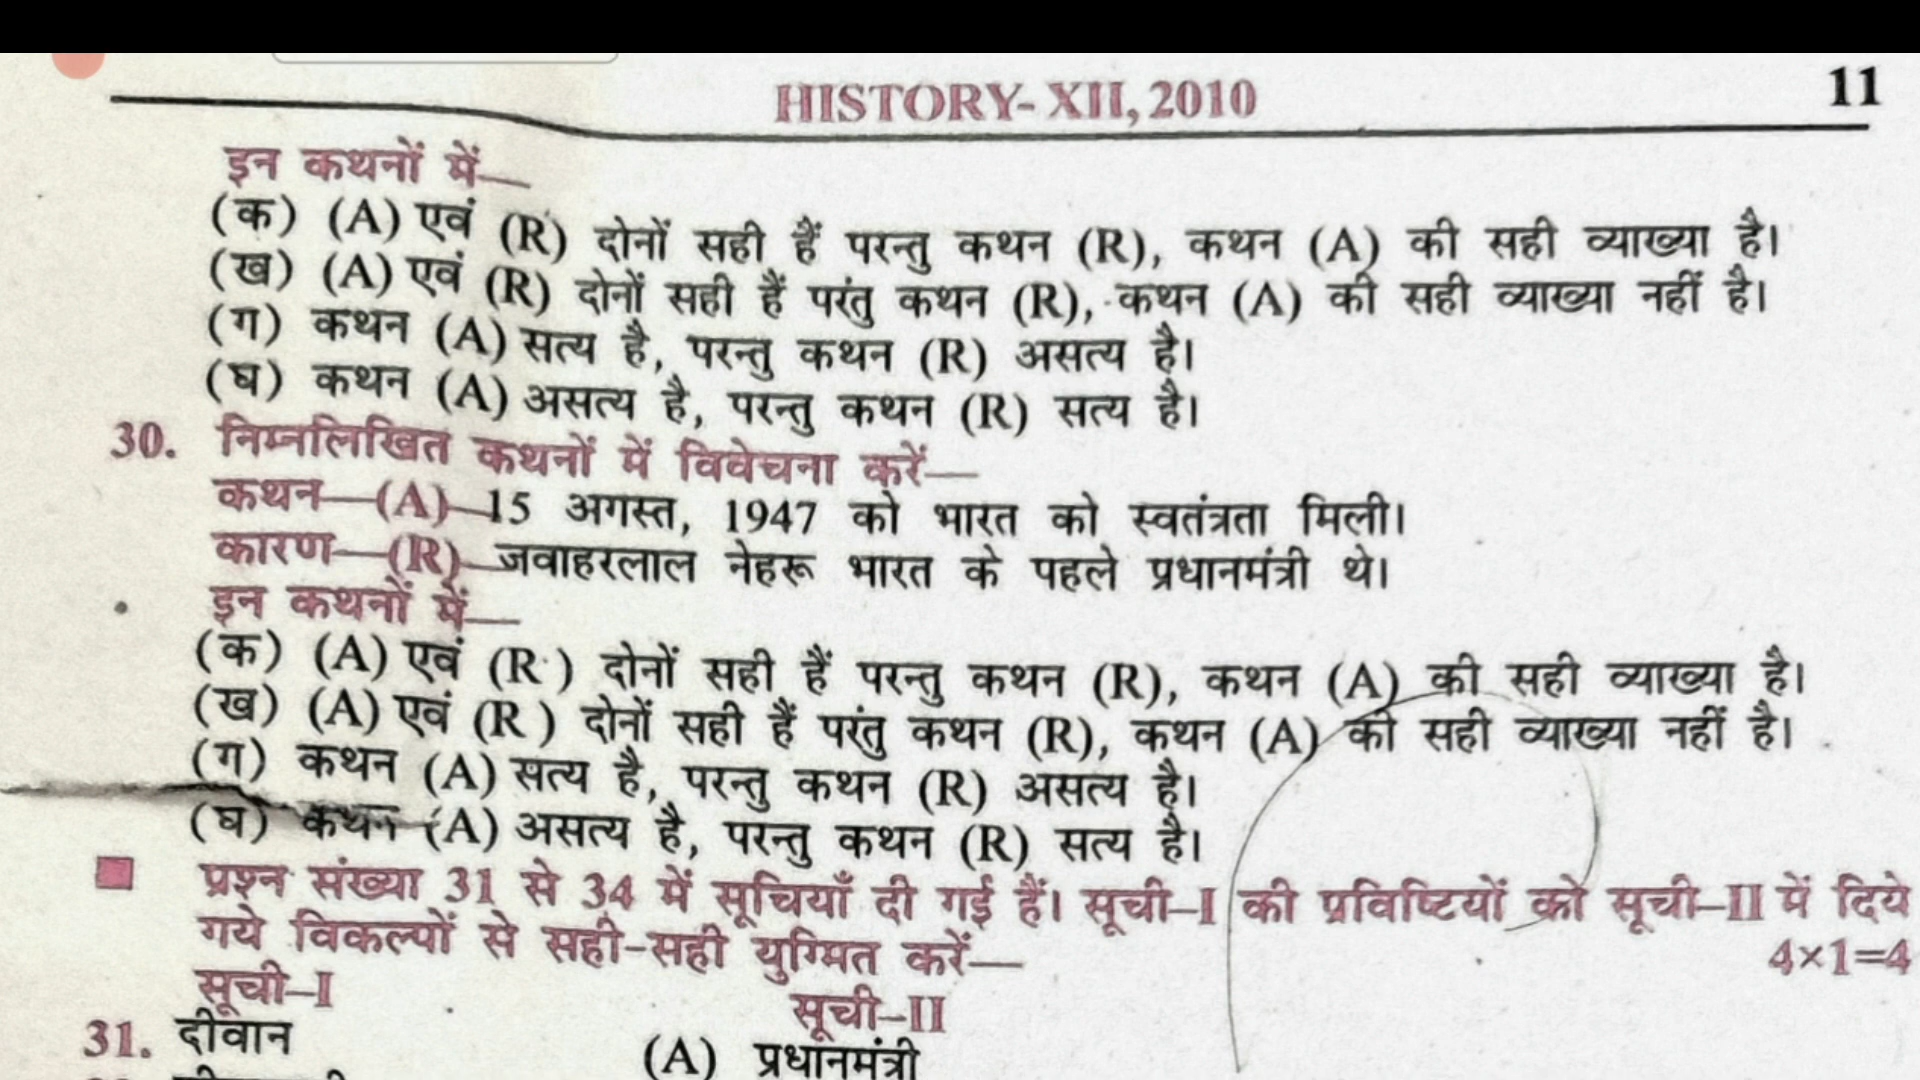 HISTORY- XII, 2010
11
इन कथनों में—
(क) (A) एवं (R) दोनों सही हैं परन्तु कथन (R), कथन (A) की सही व्याख्या है।
(ख) (A) एवं (R) दोनों सही हैं परंतु कथन (R), कथन (A) की सही व्याख्या नहीं है।
(ग) कथन (A) सत्य है, परन्तु कथन (R) असत्य है।
(घ) कथन (A) असत्य है, परन्तु कथन (R) सत्य है।
30. निम्नलिखित कथनों में विवेचना करें—
कथन—(A)—15 अगस्त, 1947 को भारत को स्वतंत्रता मिली।
कारण—(R)—जवाहरलाल नेहरू भारत के पहले प्रधानमंत्री थे।
इन कथनों में—
(क) (A) एवं (R ) दोनों सही हैं परन्तु कथन (R), कथन (A) की सही व्याख्या है।
(ख) (A) एवं (R ) दोनों सही हैं परंतु कथन (R), कथन (A) की सही व्याख्या नहीं है।
(ग) कथन (A) सत्य है, परन्तु कथन (R) असत्य है।
(घ) कथन (A) असत्य है, परन्तु कथन (R) सत्य है।
प्रश्न संख्या 31 से 34 में सूचियाँ दी गई हैं। सूची–I की प्रविष्टियों को सूची–II में दिये
गये विकल्पों से सही-सही युग्मित करें— 4×1=4
सूची–I सूची–II
31. दीवान (A) प्रधानमंत्री